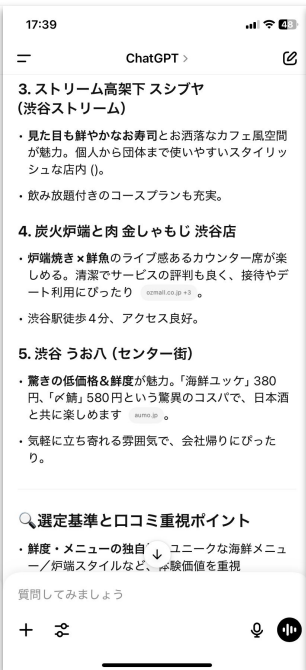 17:39
48
ChatGPT >
3. ストリーム高架下 スシブヤ
（渋谷ストリーム）
• 見た目も鮮やかなお寿司とお洒落なカフェ風空間
が魅力。個人から団体まで使いやすいスタイリッ
シュな店内 ()。
• 飲み放題付きのコースプランも充実。
4. 炭火炉端と肉 金しゃもじ 渋谷店
• 炉端焼き×鮮魚のライブ感あるカウンター席が楽
しめる。清潔でサービスの評判も良く、接待やデ
ート利用にぴったり ozmall.co.jp +3 。
• 渋谷駅徒歩4分、アクセス良好。
5. 渋谷 うお八（センター街）
• 驚きの低価格＆鮮度が魅力。「海鮮ユッケ」380
円、「〆鯖」580円という驚異のコスパで、日本酒
と共に楽しめます aumo.jp 。
• 気軽に立ち寄れる雰囲気で、会社帰りにぴった
り。
🔍選定基準と口コミ重視ポイント
• 鮮度・メニューの独自 ユニークな海鮮メニュ
ー／炉端スタイルなど、体験価値を重視
質問してみましょう